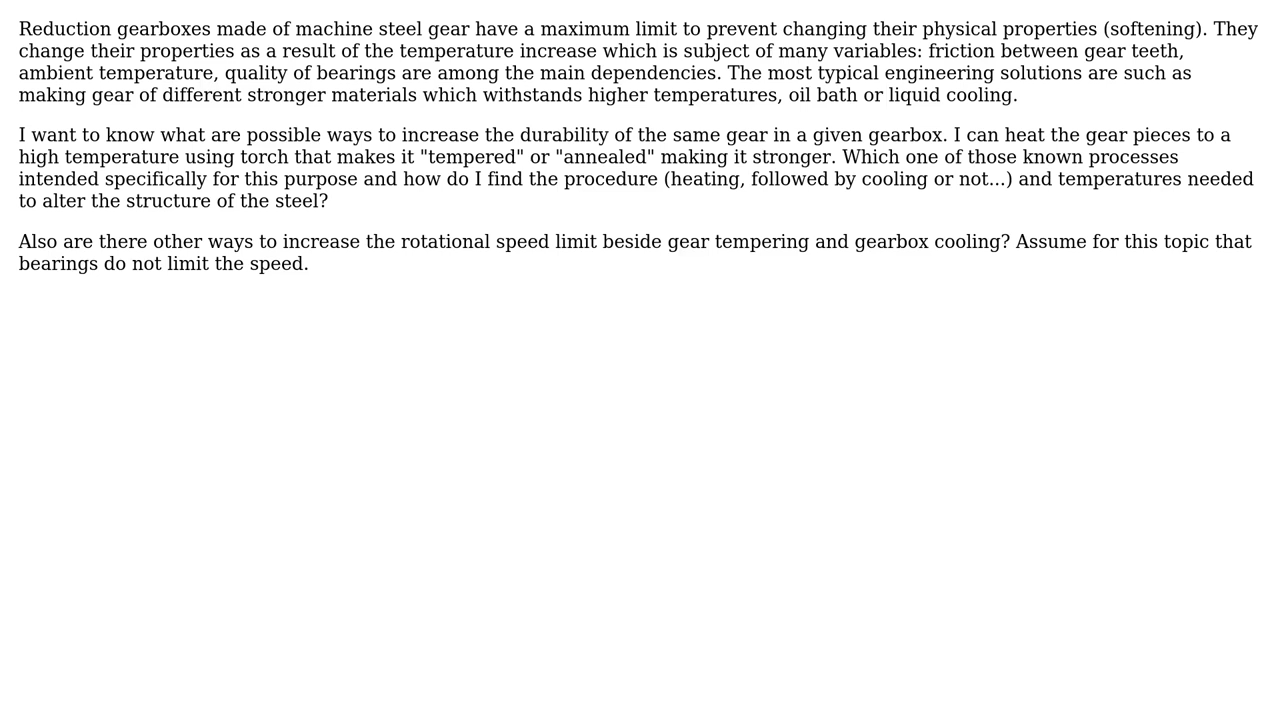 Reduction gearboxes made of machine steel gear have a maximum limit to prevent changing their physical properties (softening). They
change their properties as a result of the temperature increase which is subject of many variables: friction between gear teeth,
ambient temperature, quality of bearings are among the main dependencies. The most typical engineering solutions are such as
making gear of different stronger materials which withstands higher temperatures, oil bath or liquid cooling.
I want to know what are possible ways to increase the durability of the same gear in a given gearbox. I can heat the gear pieces to a
high temperature using torch that makes it "tempered" or "annealed" making it stronger. Which one of those known processes
intended specifically for this purpose and how do I find the procedure (heating, followed by cooling or not...) and temperatures needed
to alter the structure of the steel?
Also are there other ways to increase the rotational speed limit beside gear tempering and gearbox cooling? Assume for this topic that
bearings do not limit the speed.